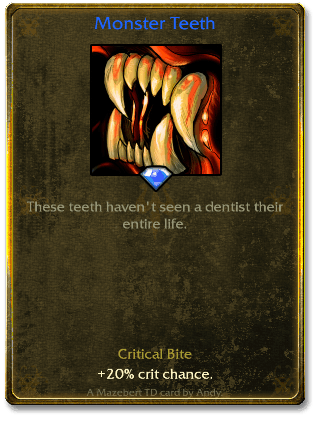 Monster Teeth
These teeth haven't seen a dentist their
entire life.
Critical Bite
+20% crit chance.
A Mazebert TD card by Andy.